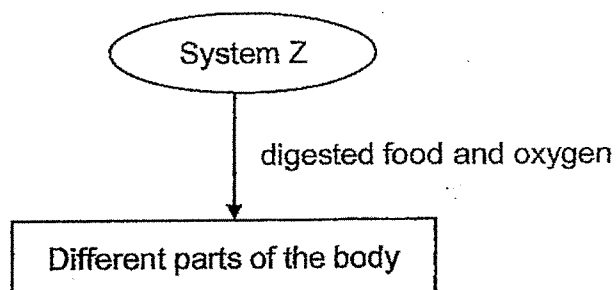 System Z
digested food and oxygen
Different parts of the body